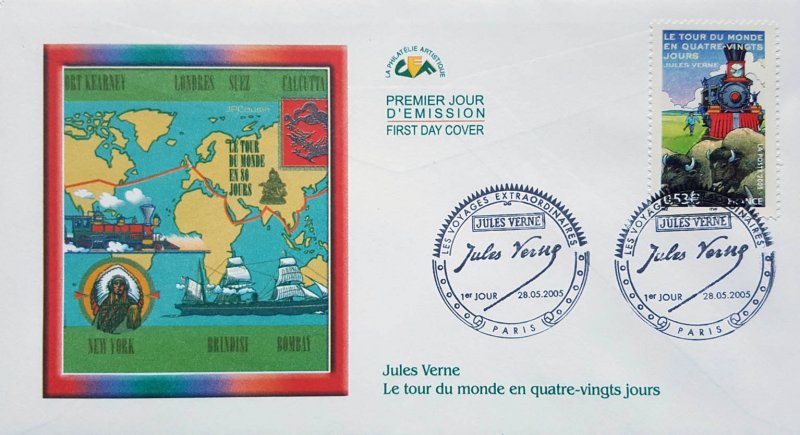 ORT KEARNEY LONDRES SUEZ CALCUTTA
JPCousin
LE TOUR
DU MONDE
EN 80
JOURS
NEW YORK BRINDISI BOMBAY
LA PHILATÉLIE ARTISTIQUE
CEF
PREMIER JOUR
D'EMISSION
FIRST DAY COVER
LE TOUR DU MONDE
EN QUATRE-VINGTS
JOURS
JULES VERNE
LA POSTE 2005
0,53€ FRANCE
LES VOYAGES EXTRAORDINAIRES
JULES VERNE
Jules Verne
1er JOUR 28.05.2005
PARIS
LES VOYAGES EXTRAORDINAIRES
JULES VERNE
Jules Verne
1er JOUR 28.05.2005
PARIS
Jules Verne
Le tour du monde en quatre-vingts jours